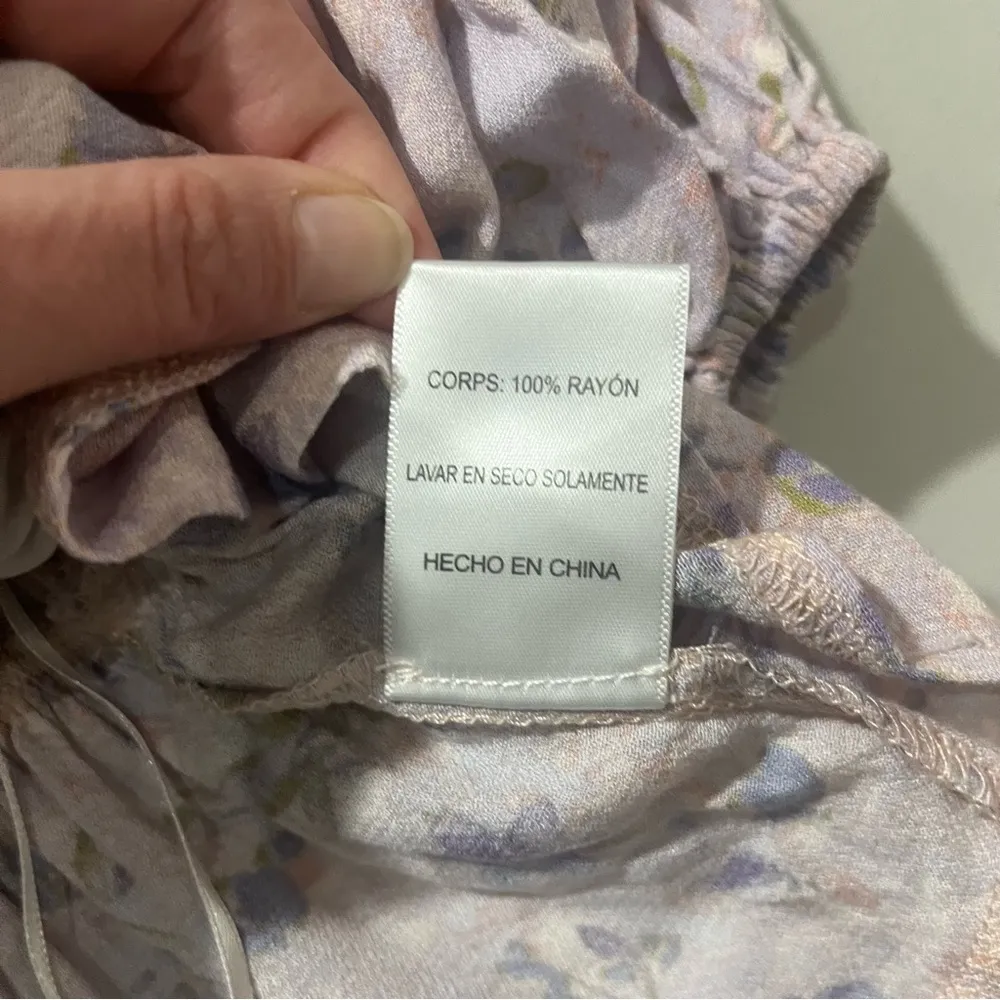 CORPS: 100% RAYÓN
LAVAR EN SECO SOLAMENTE
HECHO EN CHINA